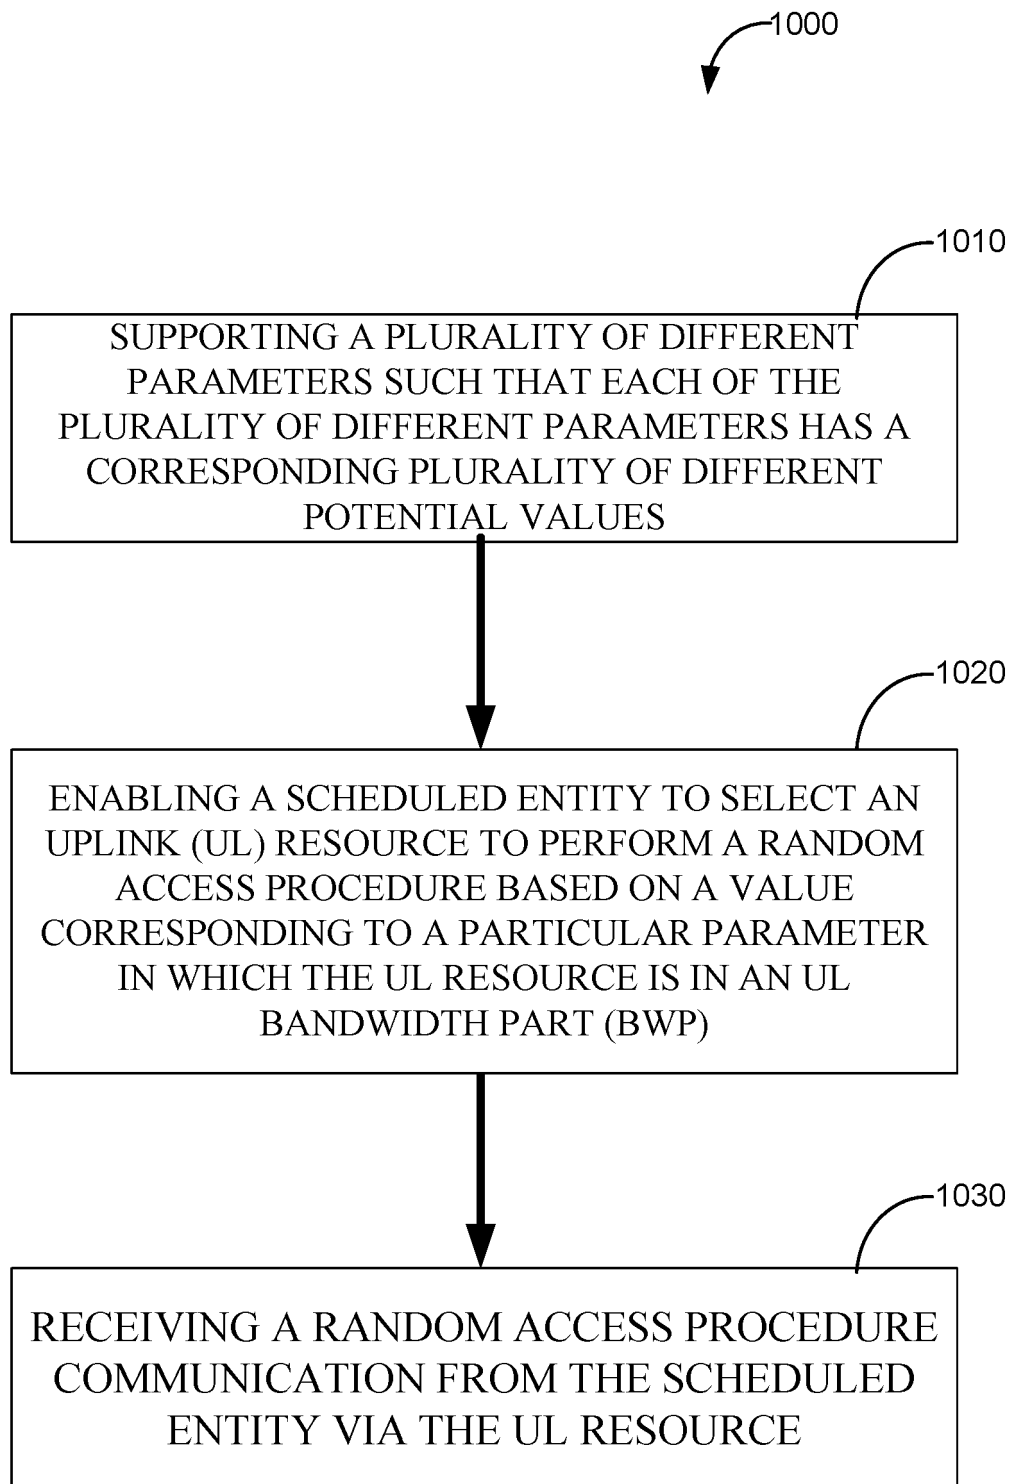 1000
1010
SUPPORTING A PLURALITY OF DIFFERENT
PARAMETERS SUCH THAT EACH OF THE
PLURALITY OF DIFFERENT PARAMETERS HAS A
CORRESPONDING PLURALITY OF DIFFERENT
POTENTIAL VALUES
1020
ENABLING A SCHEDULED ENTITY TO SELECT AN
UPLINK (UL) RESOURCE TO PERFORM A RANDOM
ACCESS PROCEDURE BASED ON A VALUE
CORRESPONDING TO A PARTICULAR PARAMETER
IN WHICH THE UL RESOURCE IS IN AN UL
BANDWIDTH PART (BWP)
1030
RECEIVING A RANDOM ACCESS PROCEDURE
COMMUNICATION FROM THE SCHEDULED
ENTITY VIA THE UL RESOURCE